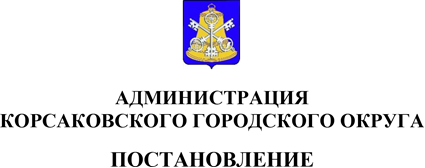 АДМИНИСТРАЦИЯ
КОРСАКОВСКОГО ГОРОДСКОГО ОКРУГА
ПОСТАНОВЛЕНИЕ